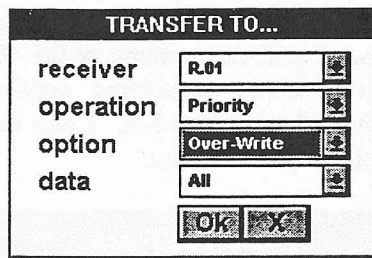 TRANSFER TO...
receiver R.01
operation Priority
option Over-Write
data All
Ok X